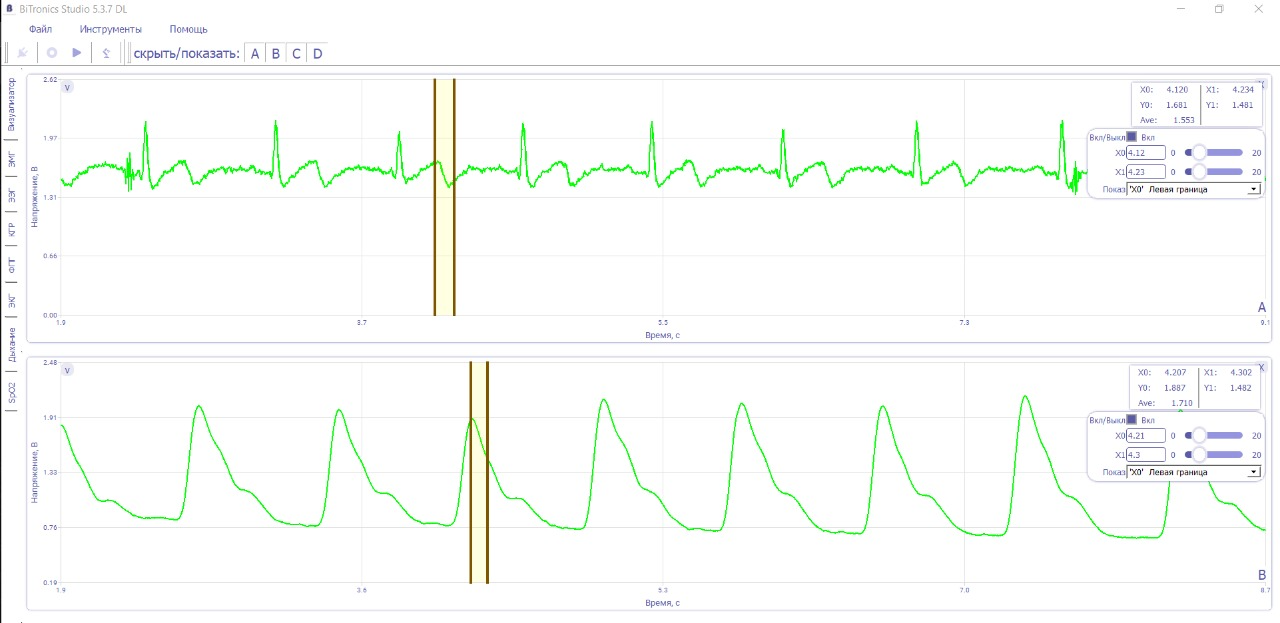 BiTronics Studio 5.3.7 DL
Файл Инструменты Помощь
скрыть/показать: A B C D
Визуализатор
ЭМГ
ЭЭГ
КГР
ФПГ
ЭКГ
Дыхание
SpO2
V
X
2.62
1.97
1.31
0.66
0.00
Напряжение, В
1.9 3.7 5.5 7.3 9.1
Время, с
A
X0: 4.120 X1: 4.234
Y0: 1.681 Y1: 1.481
Ave: 1.553
Вкл/Выкл Вкл
X0 4.12 0 20
X1 4.23 0 20
Показ 'X0' Левая граница
V
X
2.48
1.91
1.33
0.76
0.19
Напряжение, В
1.9 3.6 5.3 7.0 8.7
Время, с
B
X0: 4.207 X1: 4.302
Y0: 1.887 Y1: 1.482
Ave: 1.710
Вкл/Выкл Вкл
X0 4.21 0 20
X1 4.3 0 20
Показ 'X0' Левая граница